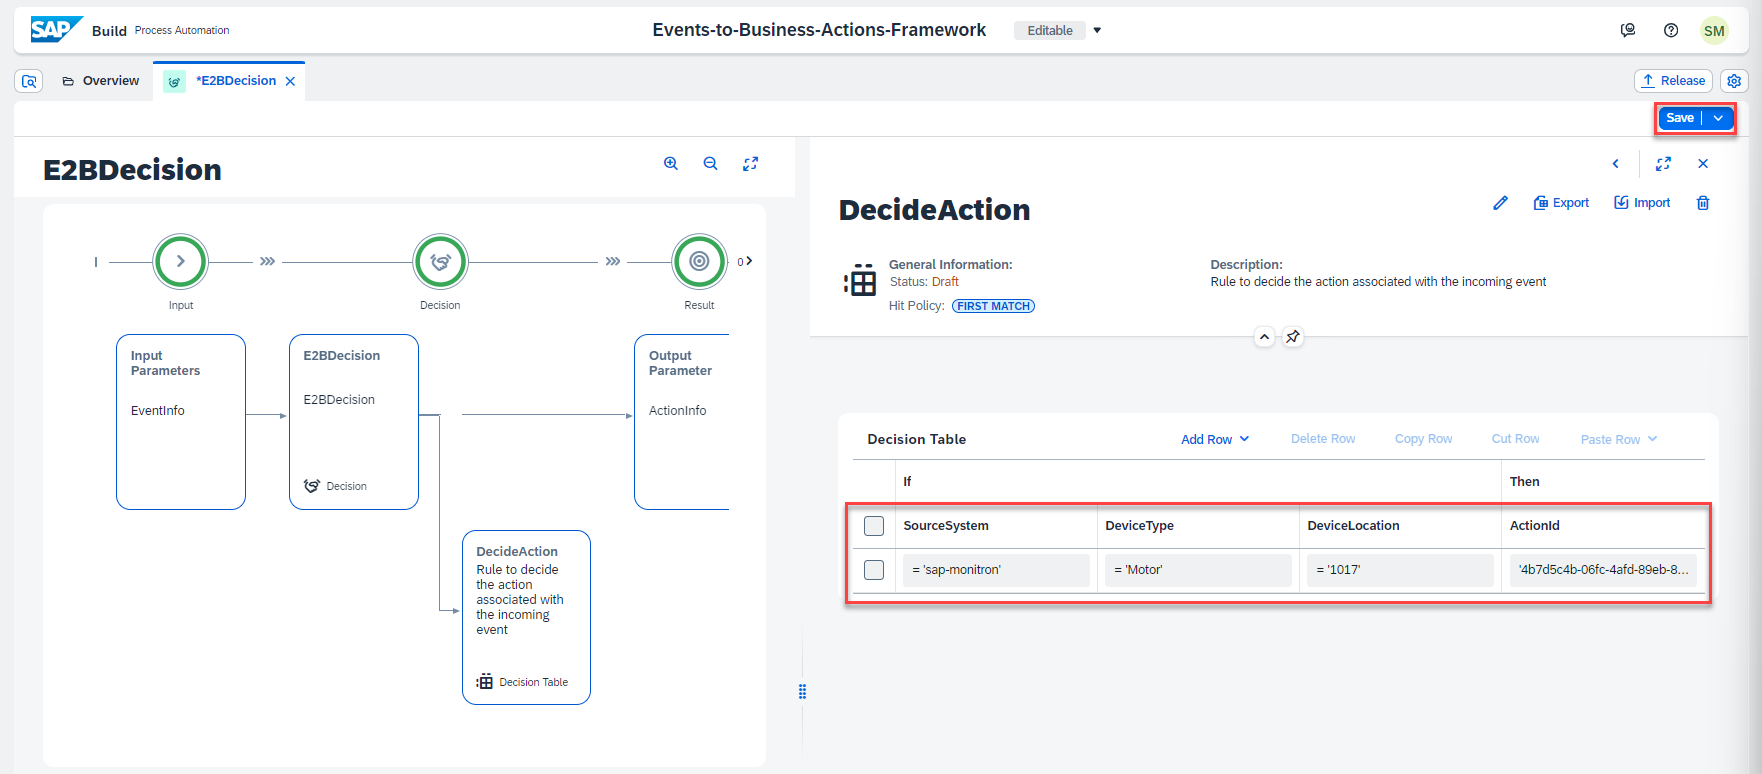 SAP Build Process Automation
Events-to-Business-Actions-Framework
Editable
SM
Overview
*E2BDecision
Release
Save
E2BDecision
Input
Decision
Result
0
Input
Parameters
EventInfo
E2BDecision
E2BDecision
Decision
Output
Parameter
ActionInfo
DecideAction
Rule to decide
the action
associated with
the incoming
event
Decision Table
DecideAction
Export
Import
General Information:
Status: Draft
Hit Policy: FIRST MATCH
Description:
Rule to decide the action associated with the incoming event
Decision Table
Add Row
Delete Row
Copy Row
Cut Row
Paste Row
If
Then
SourceSystem
DeviceType
DeviceLocation
ActionId
= 'sap-monitron'
= 'Motor'
= '1017'
'4b7d5c4b-06fc-4afd-89eb-8...